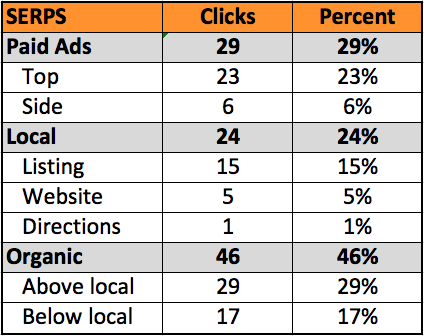 SERPS Clicks Percent
Paid Ads 29 29%
Top 23 23%
Side 6 6%
Local 24 24%
Listing 15 15%
Website 5 5%
Directions 1 1%
Organic 46 46%
Above local 29 29%
Below local 17 17%